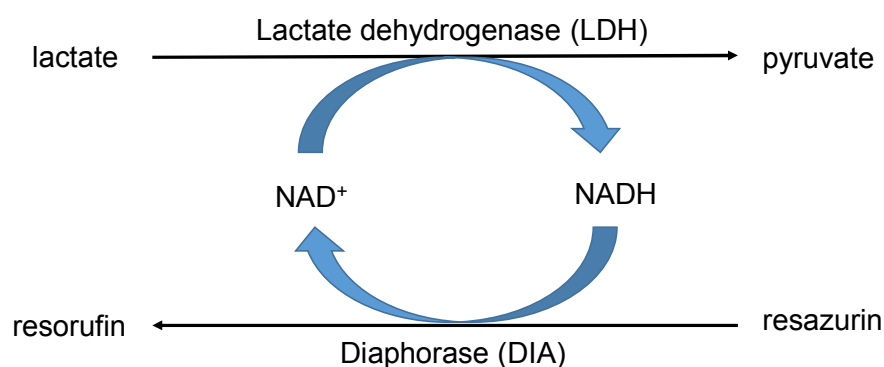 Lactate dehydrogenase (LDH)
lactate
pyruvate
NAD⁺
NADH
resorufin
resazurin
Diaphorase (DIA)